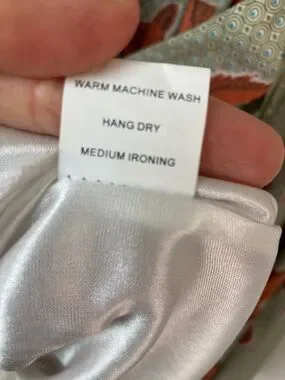 WARM MACHINE WASH
HANG DRY
MEDIUM IRONING